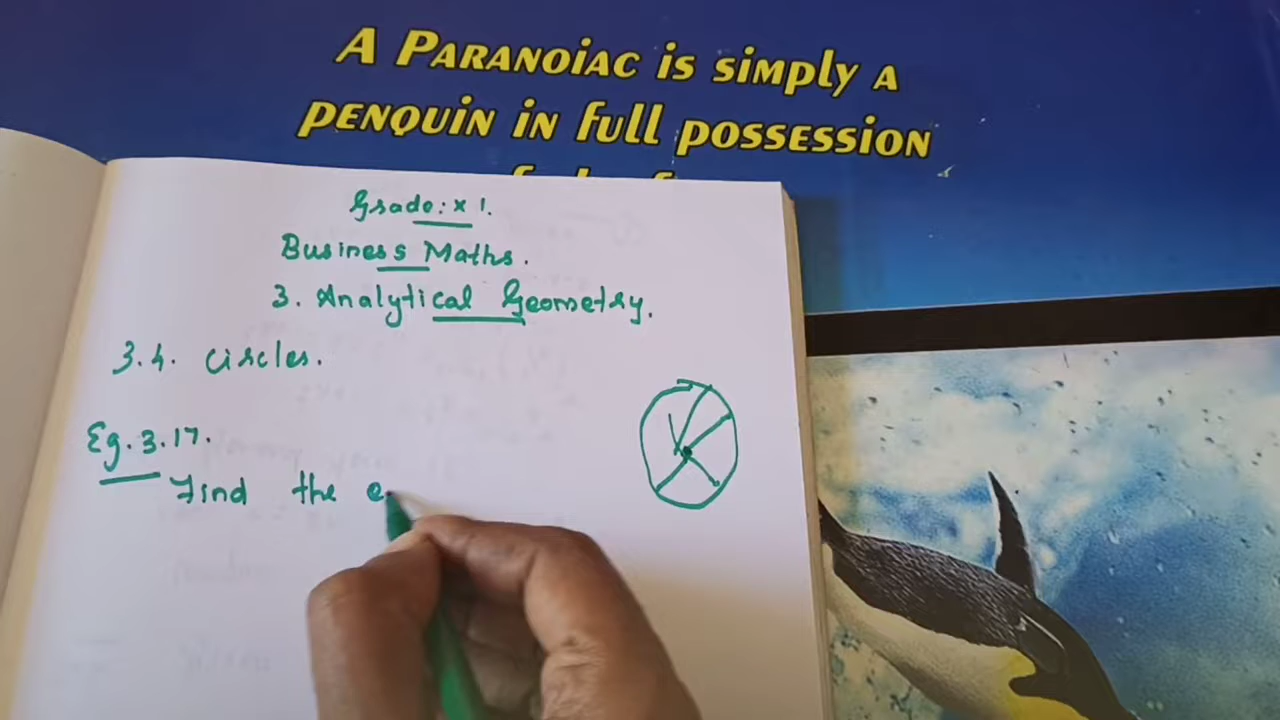 A PARANOiAC is simply A
PENQUiN iN full possession
Grade: XI.
Business Maths.
3. Analytical Geometry.
3.4. Circles.
Eg. 3.17.
Find the e